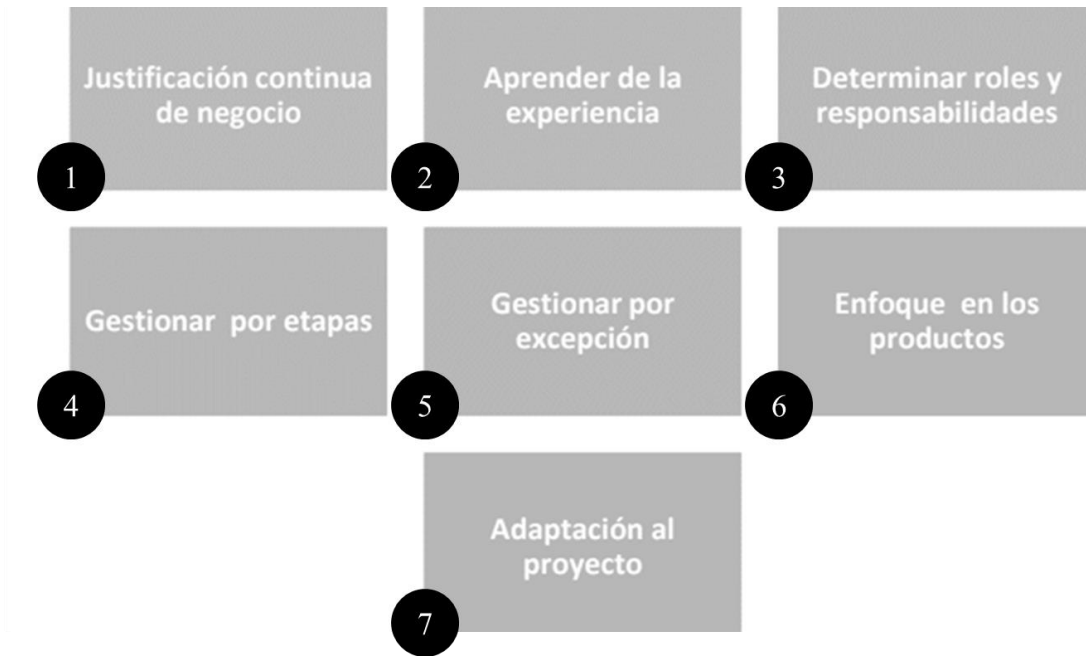 Justificación continua
de negocio
1
Aprender de la
experiencia
2
Determinar roles y
responsabilidades
3
Gestionar por etapas
4
Gestionar por
excepción
5
Enfoque en los
productos
6
Adaptación al
proyecto
7